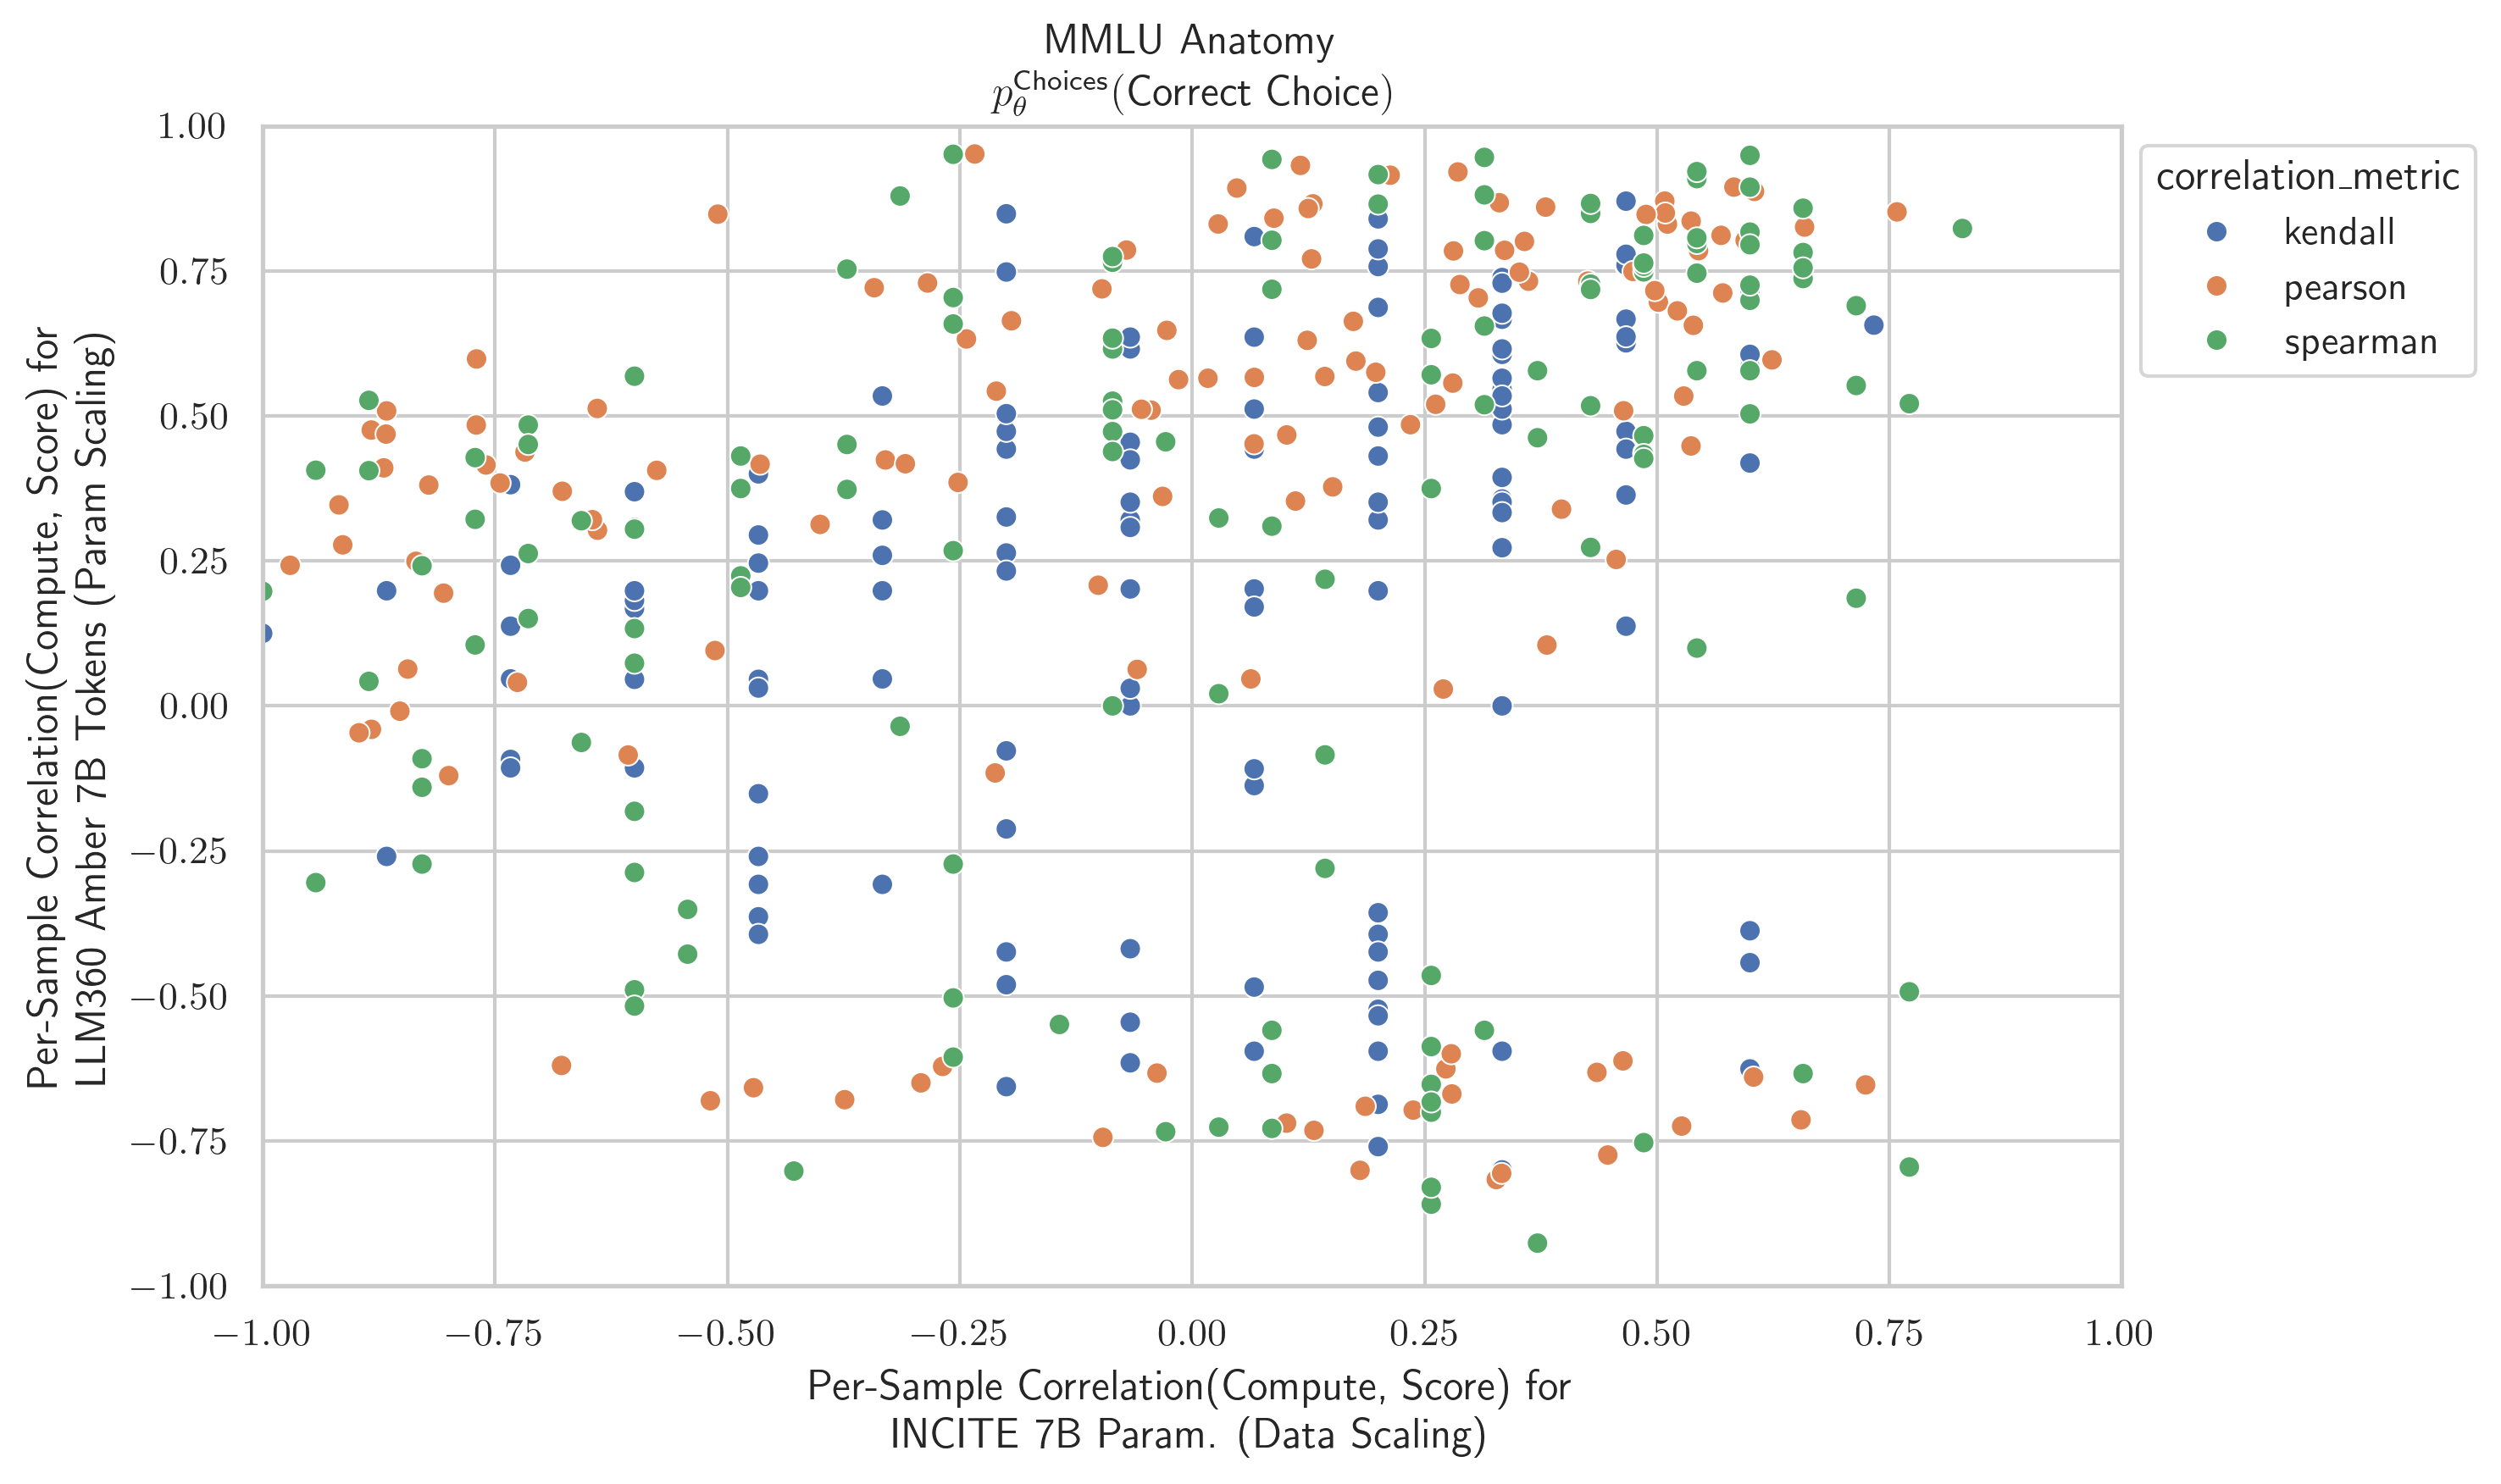 MMLU Anatomy
p_θ^Choices(Correct Choice)
1.00
0.75
0.50
0.25
0.00
−0.25
−0.50
−0.75
−1.00
Per-Sample Correlation(Compute, Score) for
LLM360 Amber 7B Tokens (Param Scaling)
correlation_metric
kendall
pearson
spearman
−1.00 −0.75 −0.50 −0.25 0.00 0.25 0.50 0.75 1.00
Per-Sample Correlation(Compute, Score) for
INCITE 7B Param. (Data Scaling)